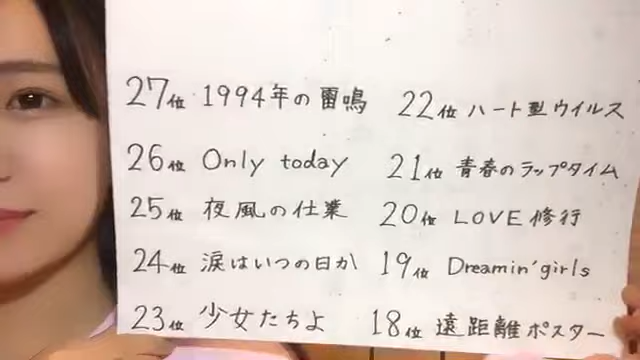 27位 1994年の雷鳴
26位 Only today
25位 夜風の仕業
24位 涙はいつの日か
23位 少女たちよ
22位 ハート型ウイルス
21位 青春のラップタイム
20位 LOVE修行
19位 Dreamin'girls
18位 遠距離ポスター